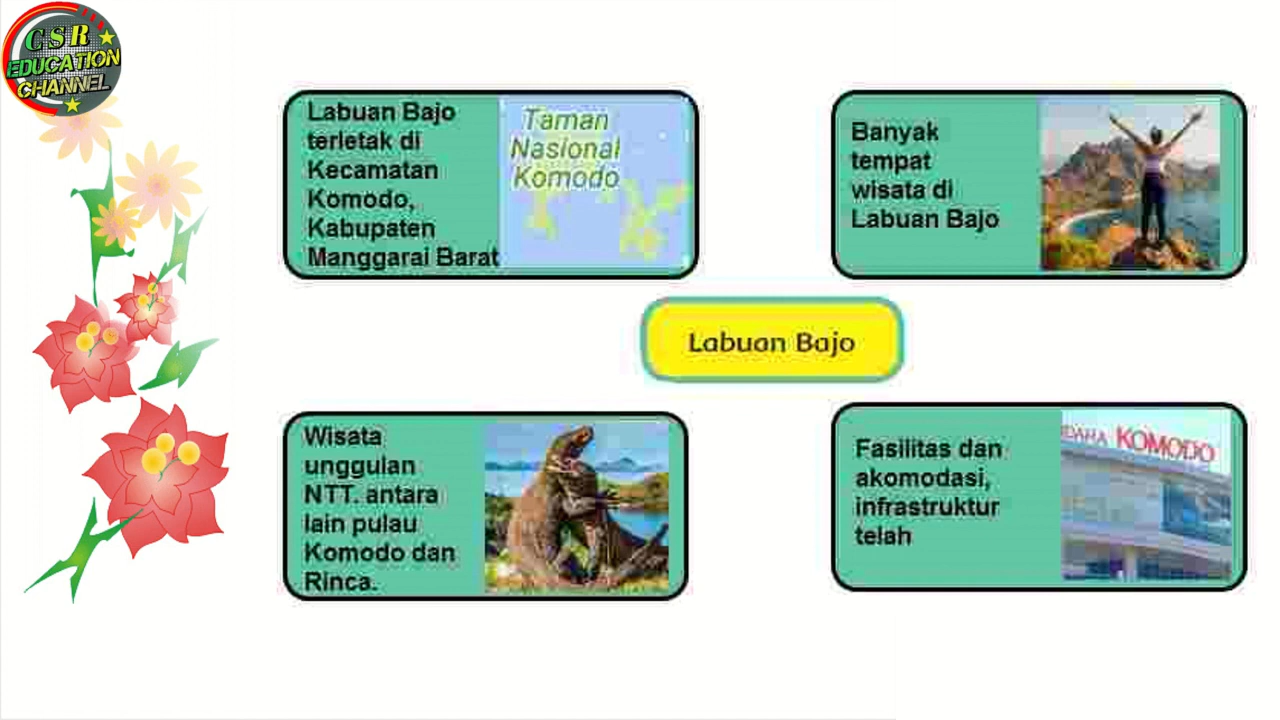 CSR
EDUCATION
CHANNEL
Labuan Bajo
terletak di
Kecamatan
Komodo,
Kabupaten
Manggarai Barat
Taman
Nasional
Komodo
Banyak
tempat
wisata di
Labuan Bajo
Labuan Bajo
Wisata
unggulan
NTT. antara
lain pulau
Komodo dan
Rinca.
Fasilitas dan
akomodasi,
infrastruktur
telah
KOMODO